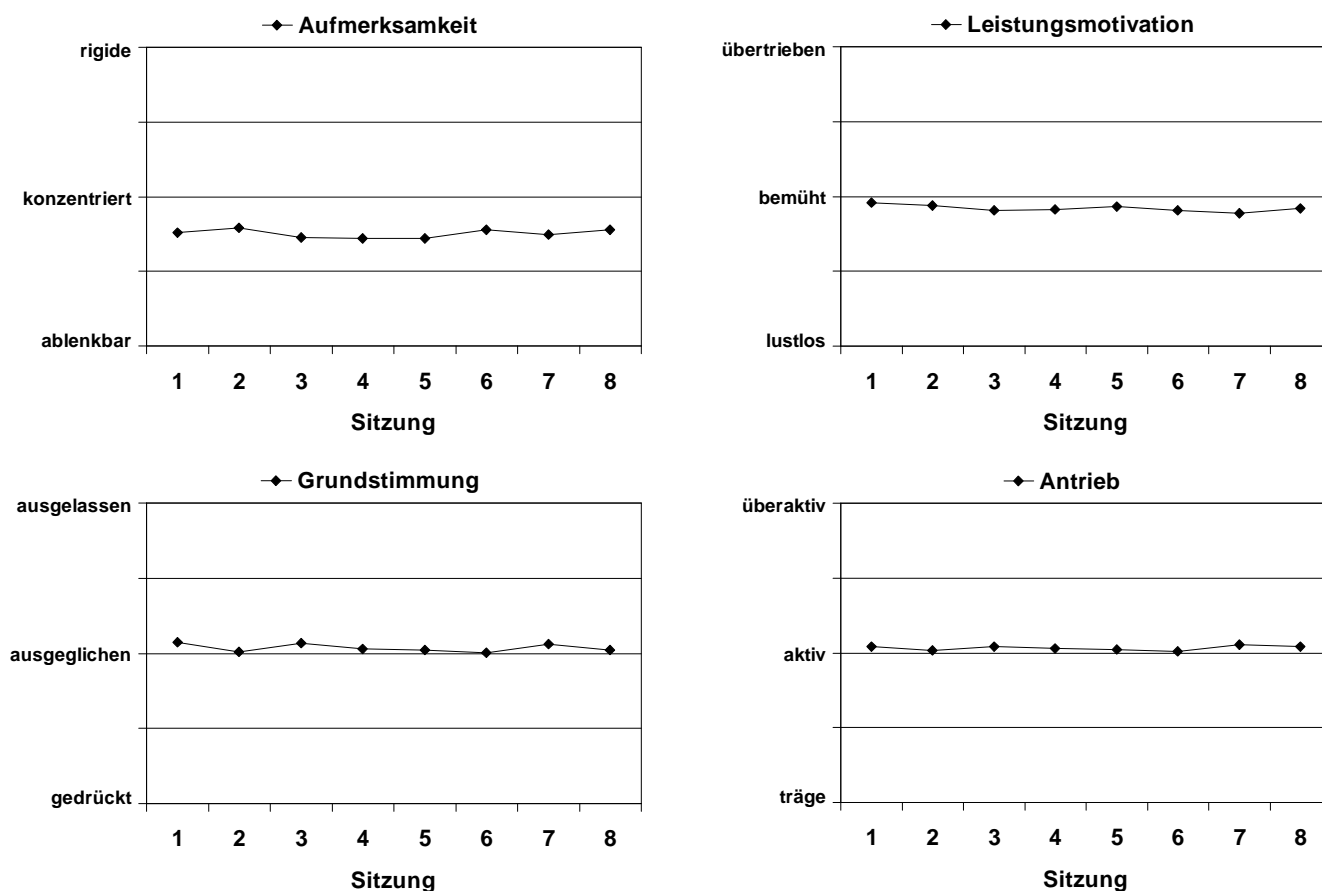 Aufmerksamkeit
rigide
konzentriert
ablenkbar
1 2 3 4 5 6 7 8
Sitzung
Leistungsmotivation
übertrieben
bemüht
lustlos
1 2 3 4 5 6 7 8
Sitzung
Grundstimmung
ausgelassen
ausgeglichen
gedrückt
1 2 3 4 5 6 7 8
Sitzung
Antrieb
überaktiv
aktiv
träge
1 2 3 4 5 6 7 8
Sitzung